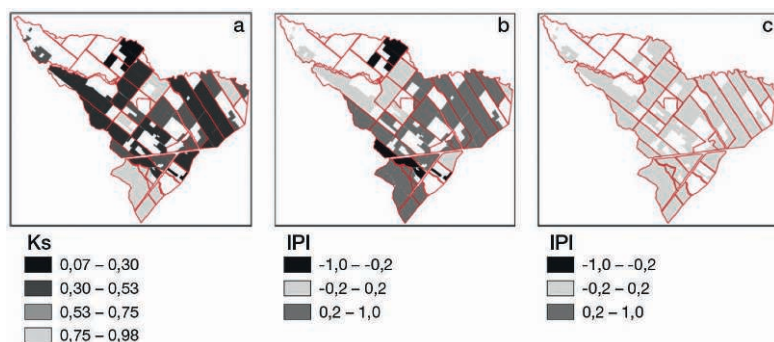 a
b
c
Ks
0,07 – 0,30
0,30 – 0,53
0,53 – 0,75
0,75 – 0,98
IPI
-1,0 – -0,2
-0,2 – 0,2
0,2 – 1,0
IPI
-1,0 – -0,2
-0,2 – 0,2
0,2 – 1,0